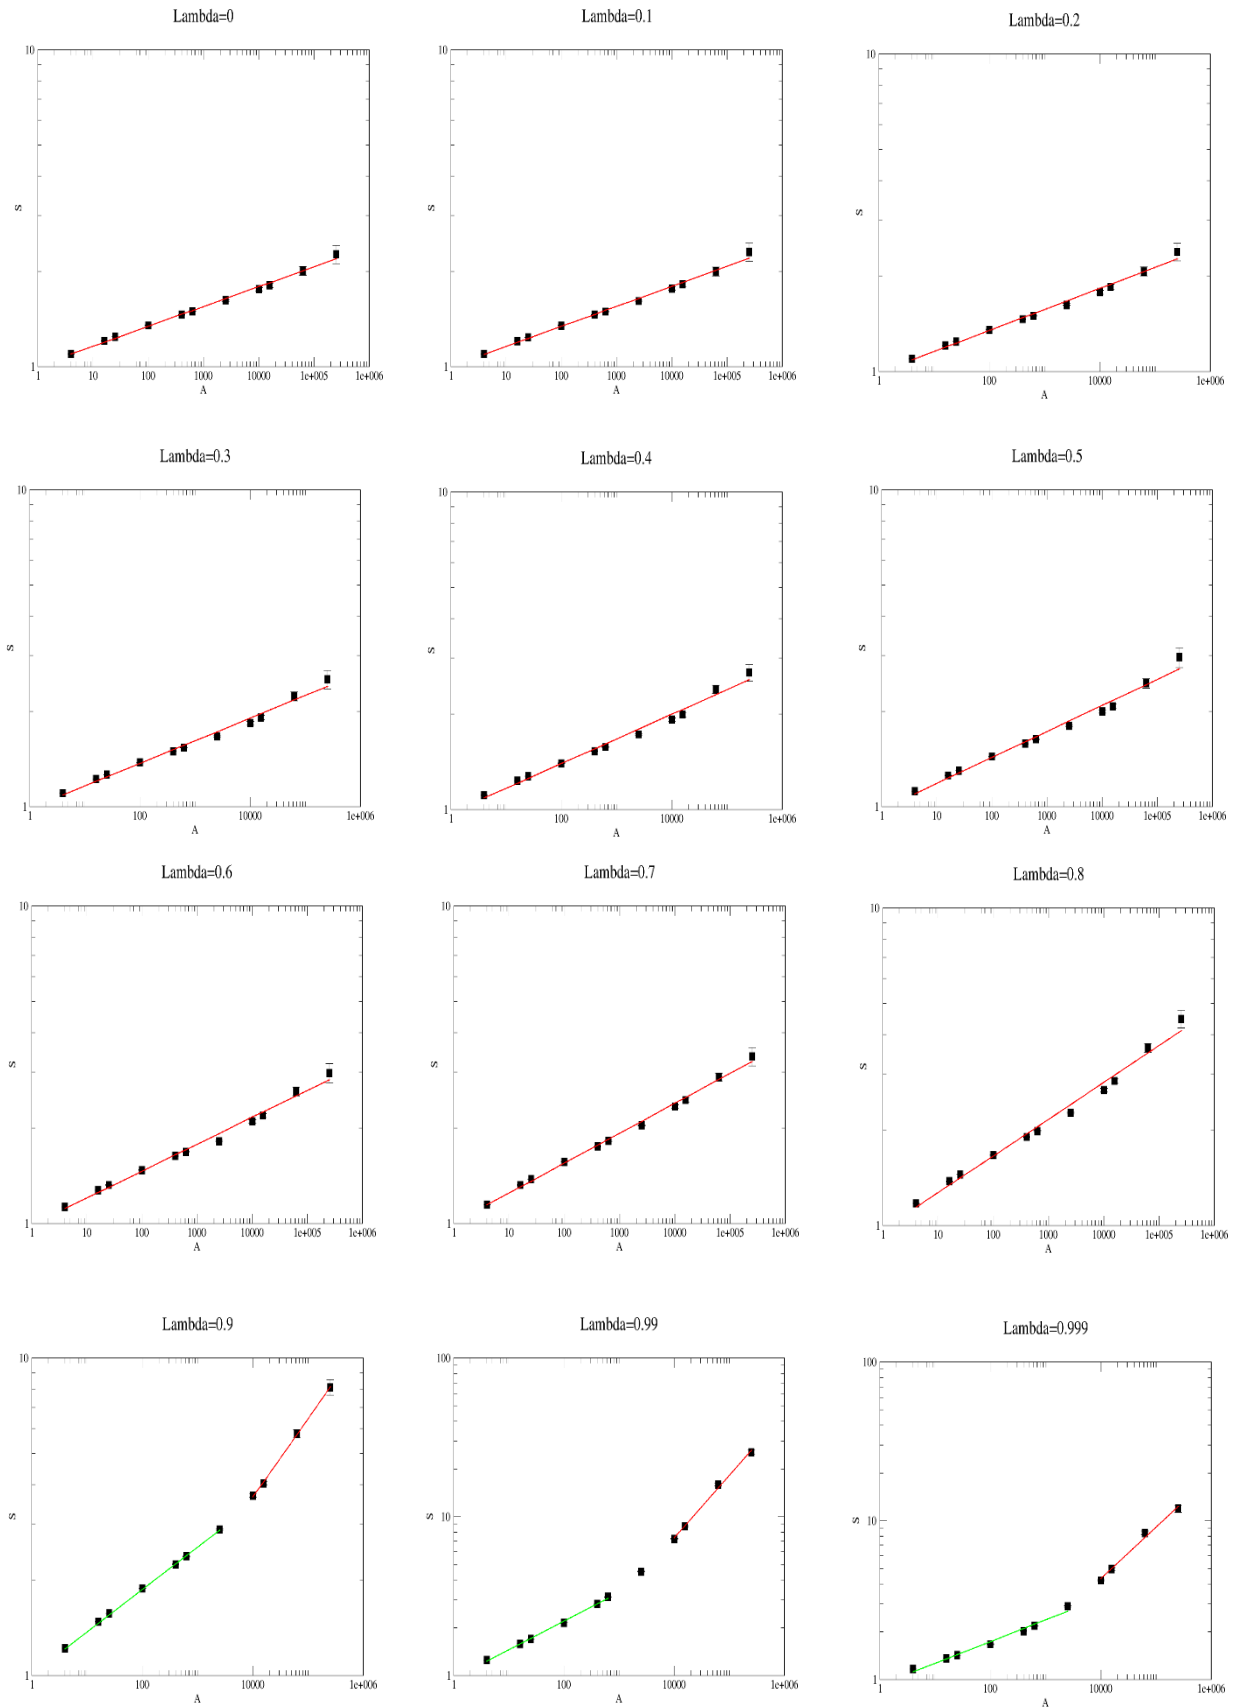 Lambda=0 Lambda=0.1 Lambda=0.2
10 10 10
S S S
1 1 1
1 10 100 1000 10000 1e+005 1e+006 1 10 100 1000 10000 1e+005 1e+006 1 100 10000 1e+006
A A A
Lambda=0.3 Lambda=0.4 Lambda=0.5
10 10 10
S S S
1 1 1
1 100 10000 1e+006 1 100 10000 1e+006 1 10 100 1000 10000 1e+005 1e+006
A A A
Lambda=0.6 Lambda=0.7 Lambda=0.8
10 10 10
S S S
1 1 1
1 10 100 1000 10000 1e+005 1e+006 1 10 100 1000 10000 1e+005 1e+006 1 10 100 1000 10000 1e+005 1e+006
A A A
Lambda=0.9 Lambda=0.99 Lambda=0.999
10 100 100
S S S
10 10
1 1 1
1 100 10000 1e+006 1 100 10000 1e+006 1 100 10000 1e+006
A A A